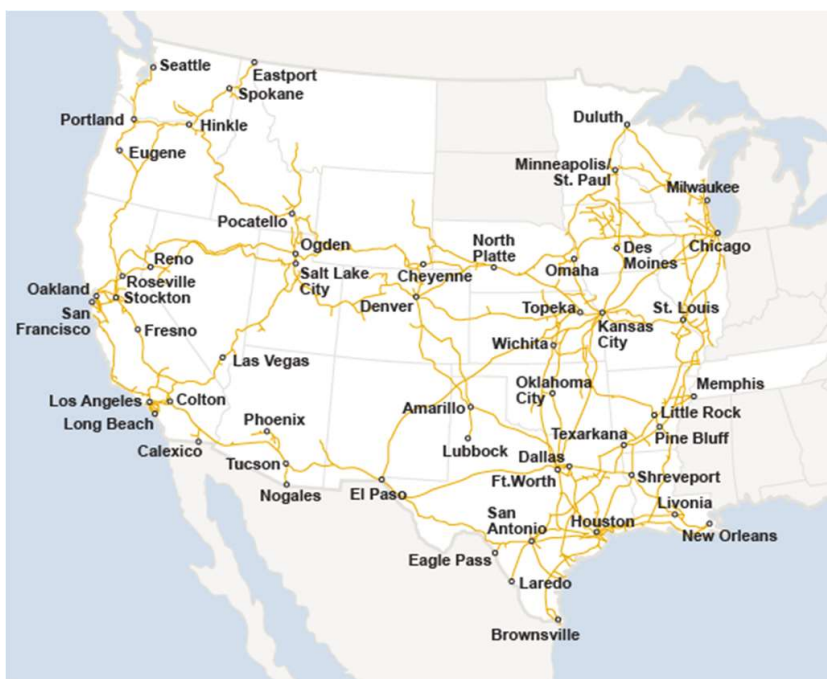 Seattle
Eastport
Spokane
Portland
Hinkle
Eugene
Duluth
Minneapolis/
St. Paul
Milwaukee
Pocatello
Chicago
Ogden
Reno
North
Platte
Des
Moines
Omaha
Cheyenne
Salt Lake
City
Roseville
Oakland
Stockton
San
Francisco
Denver
Topeka
St. Louis
Kansas
City
Fresno
Wichita
Las Vegas
Oklahoma
City
Memphis
Los Angeles
Colton
Amarillo
Little Rock
Long Beach
Phoenix
Texarkana
Pine Bluff
Calexico
Lubbock
Dallas
Tucson
Ft.Worth
Shreveport
Nogales
El Paso
San
Antonio
Livonia
Houston
New Orleans
Eagle Pass
Laredo
Brownsville